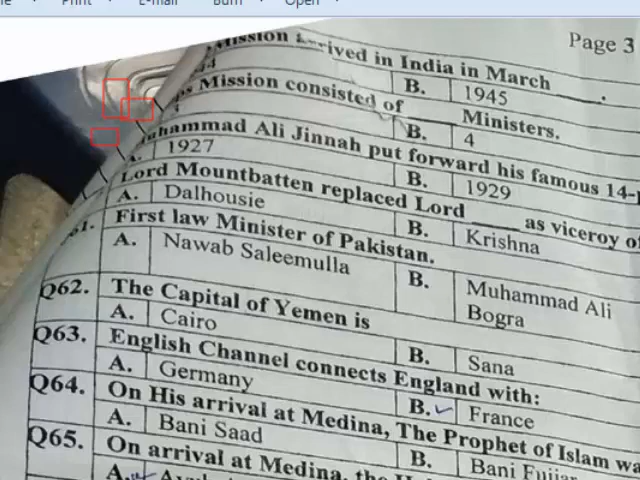 Print E-mail Burn Open
Page 3
Mission Arrived in India in March ____.
B. 1945
Mission consisted of ____ Ministers.
B. 4
Muhammad Ali Jinnah put forward his famous 14-
A. 1927 B. 1929
Lord Mountbatten replaced Lord ____ as viceroy of
A. Dalhousie B. Krishna
First law Minister of Pakistan.
A. Nawab Saleemulla B. Muhammad Ali
Bogra
Q62. The Capital of Yemen is
A. Cairo B. Sana
Q63. English Channel connects England with:
A. Germany B. France
Q64. On His arrival at Medina, The Prophet of Islam wa
A. Bani Saad B. Bani
Q65. On arrival at Medina, the
A.